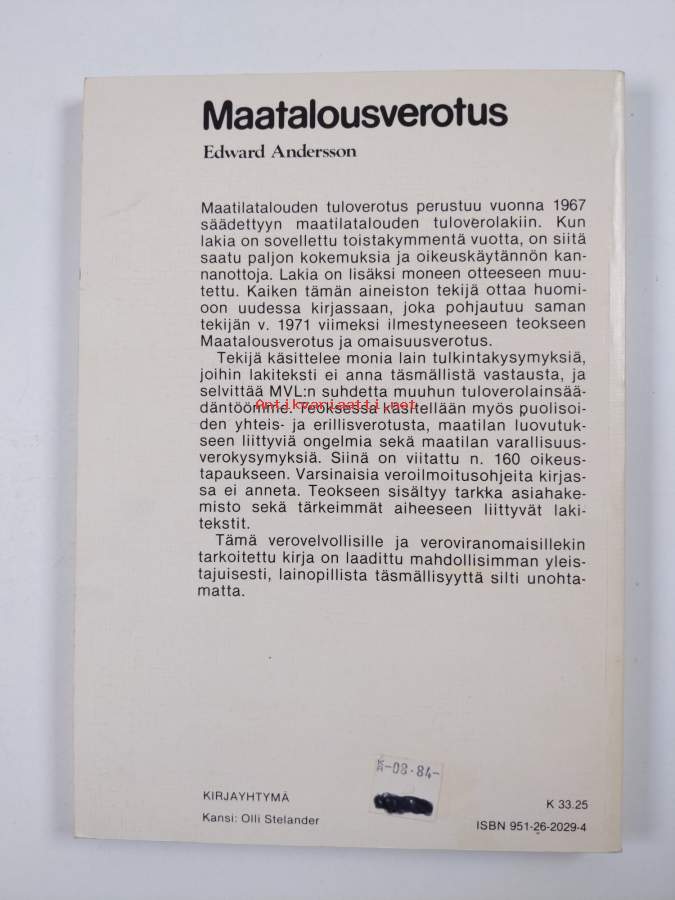 Maatalousverotus
Edward Andersson
Maatilatalouden tuloverotus perustuu vuonna 1967
säädettyyn maatilatalouden tuloverolakiin. Kun
lakia on sovellettu toistakymmentä vuotta, on siitä
saatu paljon kokemuksia ja oikeuskäytännön kan-
nanottoja. Lakia on lisäksi moneen otteeseen muu-
tettu. Kaiken tämän aineiston tekijä ottaa huomi-
oon uudessa kirjassaan, joka pohjautuu saman
tekijän v. 1971 viimeksi ilmestyneeseen teokseen
Maatalousverotus ja omaisuusverotus.
Tekijä käsittelee monia lain tulkintakysymyksiä,
joihin lakiteksti ei anna täsmällistä vastausta, ja
selvittää MVL:n suhdetta muuhun tuloverolainsää-
Antikvariaatti.net
däntöömme. Teoksessa käsitellään myös puolisoi-
den yhteis- ja erillisverotusta, maatilan luovutuk-
seen liittyviä ongelmia sekä maatilan varallisuus-
verokysymyksiä. Siinä on viitattu n. 160 oikeus-
tapaukseen. Varsinaisia veroilmoitusohjeita kirjas-
sa ei anneta. Teokseen sisältyy tarkka asiahake-
misto sekä tärkeimmät aiheeseen liittyvät laki-
tekstit.
Tämä verovelvollisille ja veroviranomaisillekin
tarkoitettu kirja on laadittu mahdollisimman yleis-
tajuisesti, lainopillista täsmällisyyttä silti unohta-
matta.
-08-84-
KIRJAYHTYMÄ
K 33.25
Kansi: Olli Stelander
ISBN 951-26-2029-4